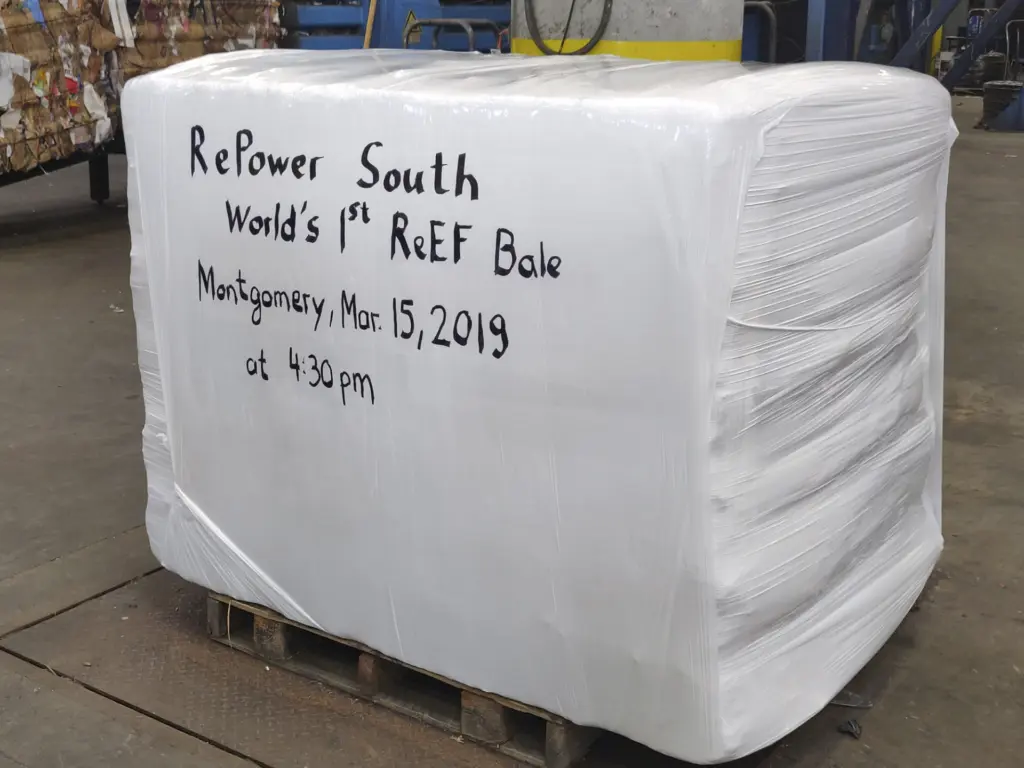 RePower South
World's 1st ReEF Bale
Montgomery, Mar. 15, 2019
at 4:30 pm